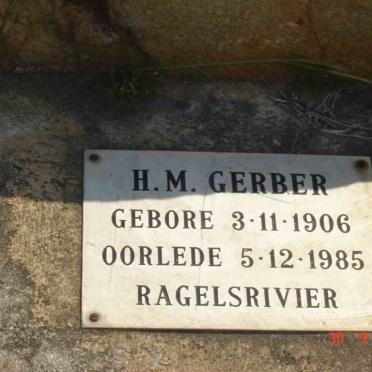 H.M. GERBER
GEBORE 3·11·1906
OORLEDE 5·12·1985
RAGELSRIVIER